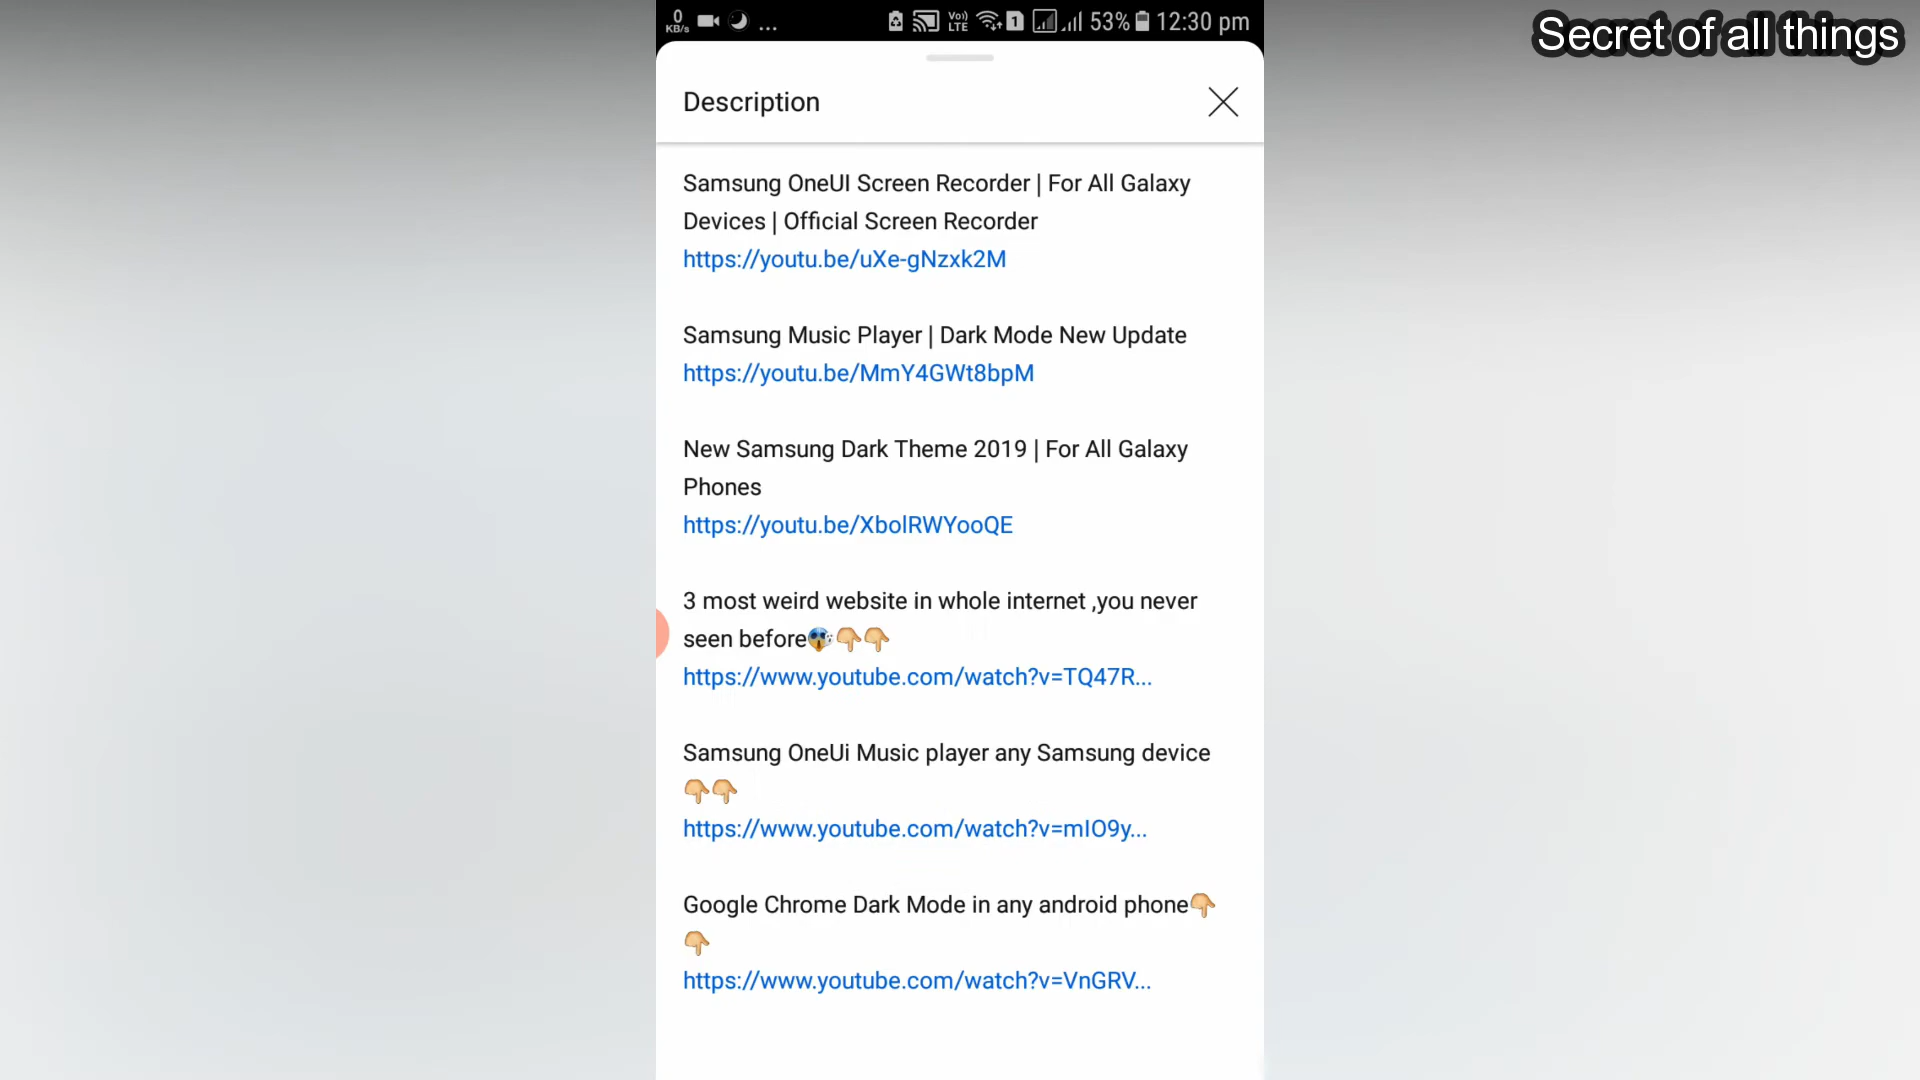 0
KB/s ... Vo)) LTE 1 53% 12:30 pm
Secret of all things
Description
Samsung OneUI Screen Recorder | For All Galaxy
Devices | Official Screen Recorder
https://youtu.be/uXe-gNzxk2M
Samsung Music Player | Dark Mode New Update
https://youtu.be/MmY4GWt8bpM
New Samsung Dark Theme 2019 | For All Galaxy
Phones
https://youtu.be/XbolRWYooQE
3 most weird website in whole internet ,you never
seen before😱👇🏼👇🏼
https://www.youtube.com/watch?v=TQ47R...
Samsung OneUi Music player any Samsung device
👇🏼👇🏼
https://www.youtube.com/watch?v=mIO9y...
Google Chrome Dark Mode in any android phone👇🏼
👇🏼
https://www.youtube.com/watch?v=VnGRV...